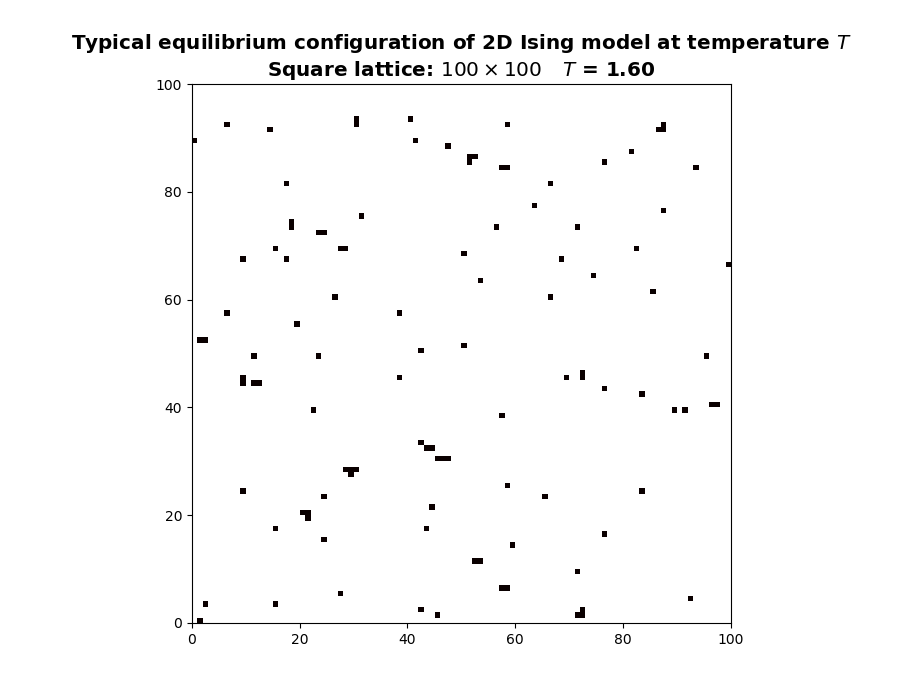 Typical equilibrium configuration of 2D Ising model at temperature T
Square lattice: 100 × 100 T = 1.60
100
80
60
40
20
0
0 20 40 60 80 100